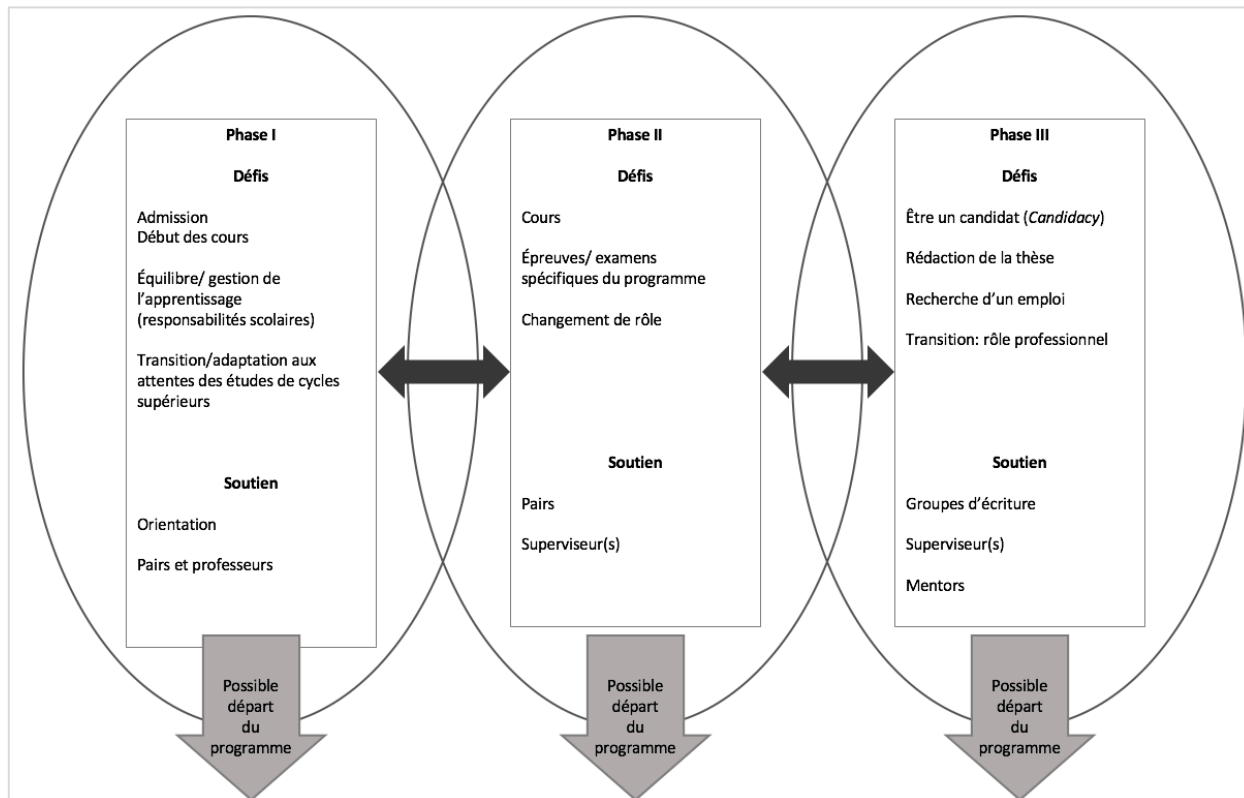 Phase I
Défis
Admission
Début des cours
Équilibre/ gestion de
l'apprentissage
(responsabilités scolaires)
Transition/adaptation aux
attentes des études de cycles
supérieurs
Soutien
Orientation
Pairs et professeurs
Possible
départ
du
programme
Phase II
Défis
Cours
Épreuves/ examens
spécifiques du programme
Changement de rôle
Soutien
Pairs
Superviseur(s)
Possible
départ
du
programme
Phase III
Défis
Être un candidat (Candidacy)
Rédaction de la thèse
Recherche d'un emploi
Transition: rôle professionnel
Soutien
Groupes d'écriture
Superviseur(s)
Mentors
Possible
départ
du
programme